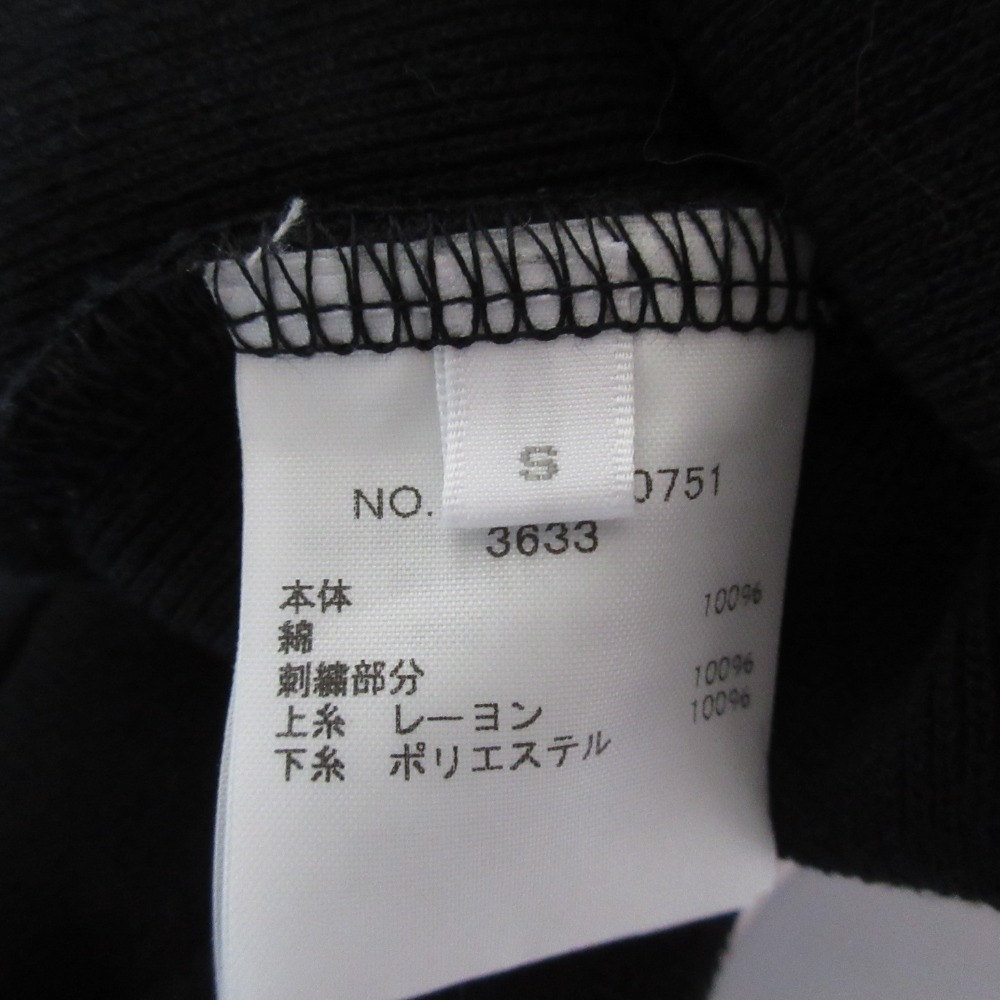 S
NO. 0751
3633
本体
綿 100%
刺繍部分
上糸 レーヨン 100%
下糸 ポリエステル 100%